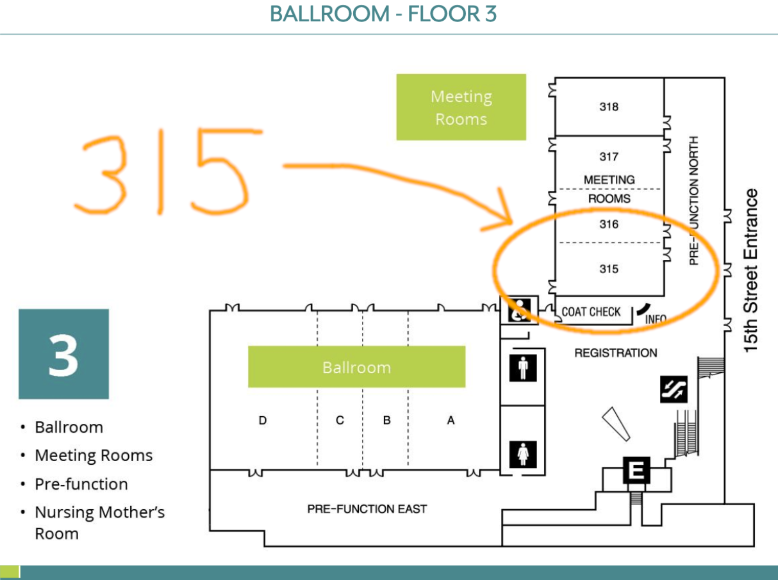 BALLROOM - FLOOR 3
Meeting
Rooms
318
315
317
MEETING
ROOMS
316
315
PRE-FUNCTION NORTH
15th Street Entrance
COAT CHECK
INFO
REGISTRATION
3
Ballroom
D
C
B
A
• Ballroom
• Meeting Rooms
• Pre-function
• Nursing Mother's
Room
E
PRE-FUNCTION EAST